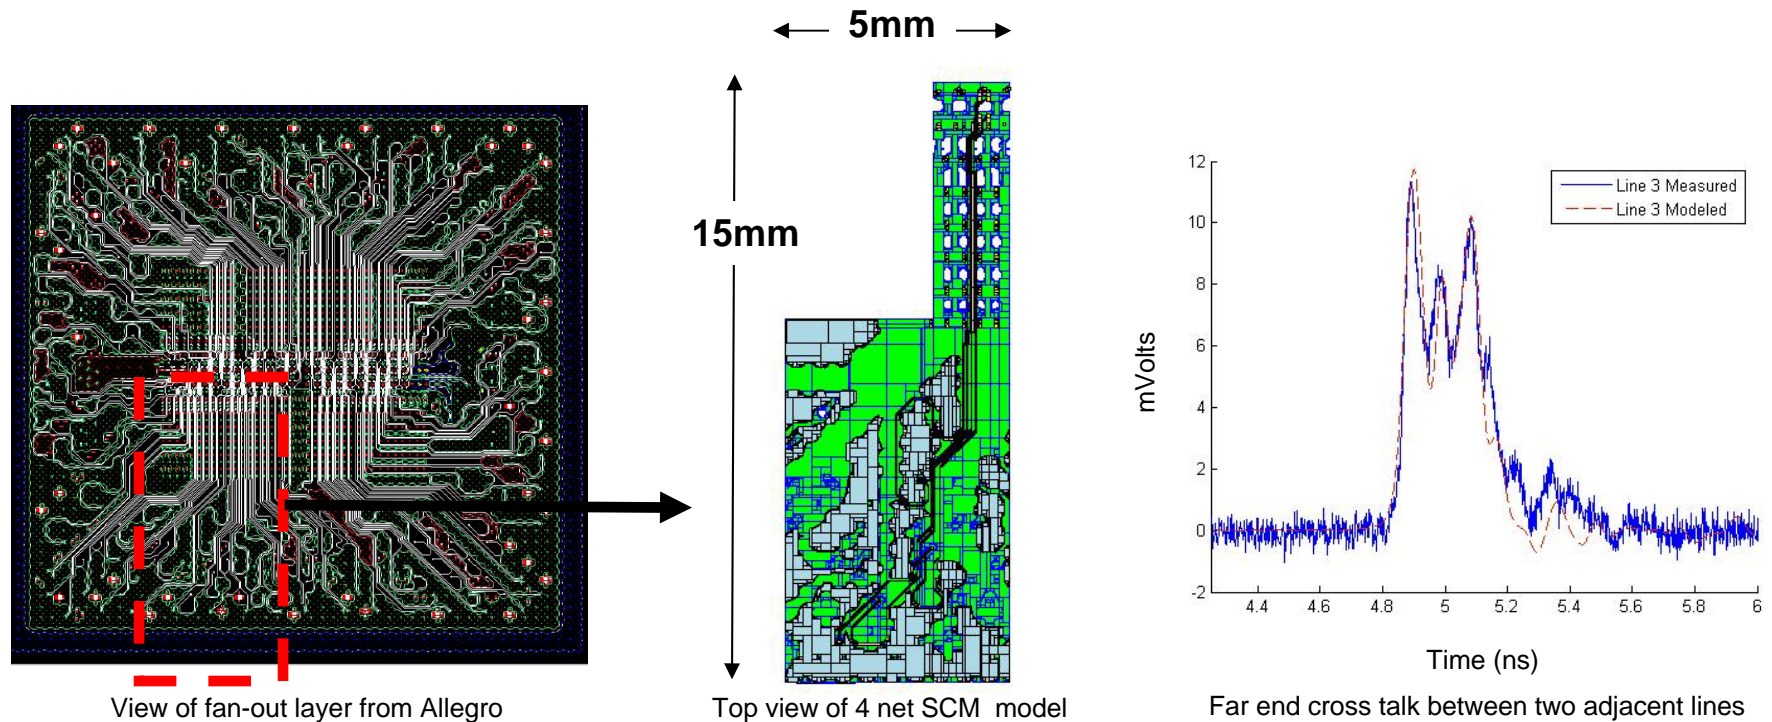 5mm
15mm
View of fan-out layer from Allegro
Top view of 4 net SCM model
12
10
8
6
4
2
0
-2
mVolts
Line 3 Measured
Line 3 Modeled
4.4 4.6 4.8 5 5.2 5.4 5.6 5.8 6
Time (ns)
Far end cross talk between two adjacent lines